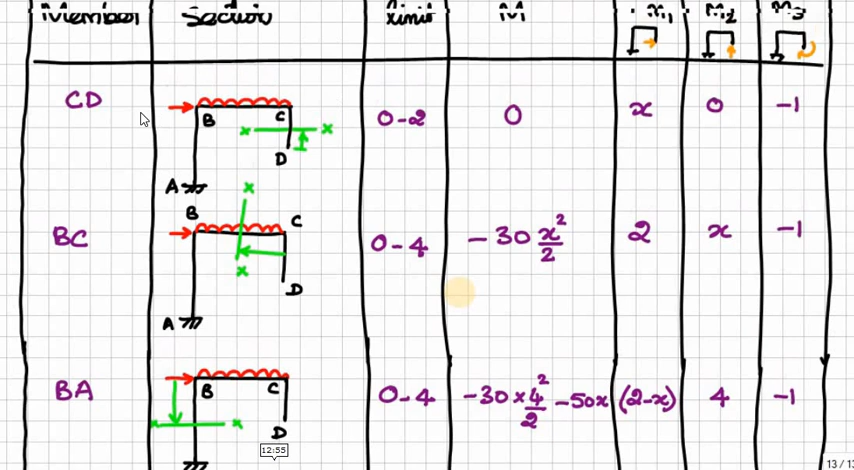 Member Section limit M m₁ m₂ m₃
CD B C D A 0-2 0 x 0 -1
x x
BC B C D A 0-4 -30 x²/2 2 x -1
x x
BA B C D 0-4 -30 × 4²/2 - 50x (2-x) 4 -1
x
12:55
13 / 17